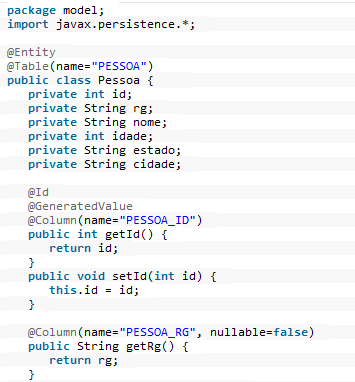 package model;
import javax.persistence.*;
@Entity
@Table(name="PESSOA")
public class Pessoa {
private int id;
private String rg;
private String nome;
private int idade;
private String estado;
private String cidade;
@Id
@GeneratedValue
@Column(name="PESSOA_ID")
public int getId() {
return id;
}
public void setId(int id) {
this.id = id;
}
@Column(name="PESSOA_RG", nullable=false)
public String getRg() {
return rg;
}